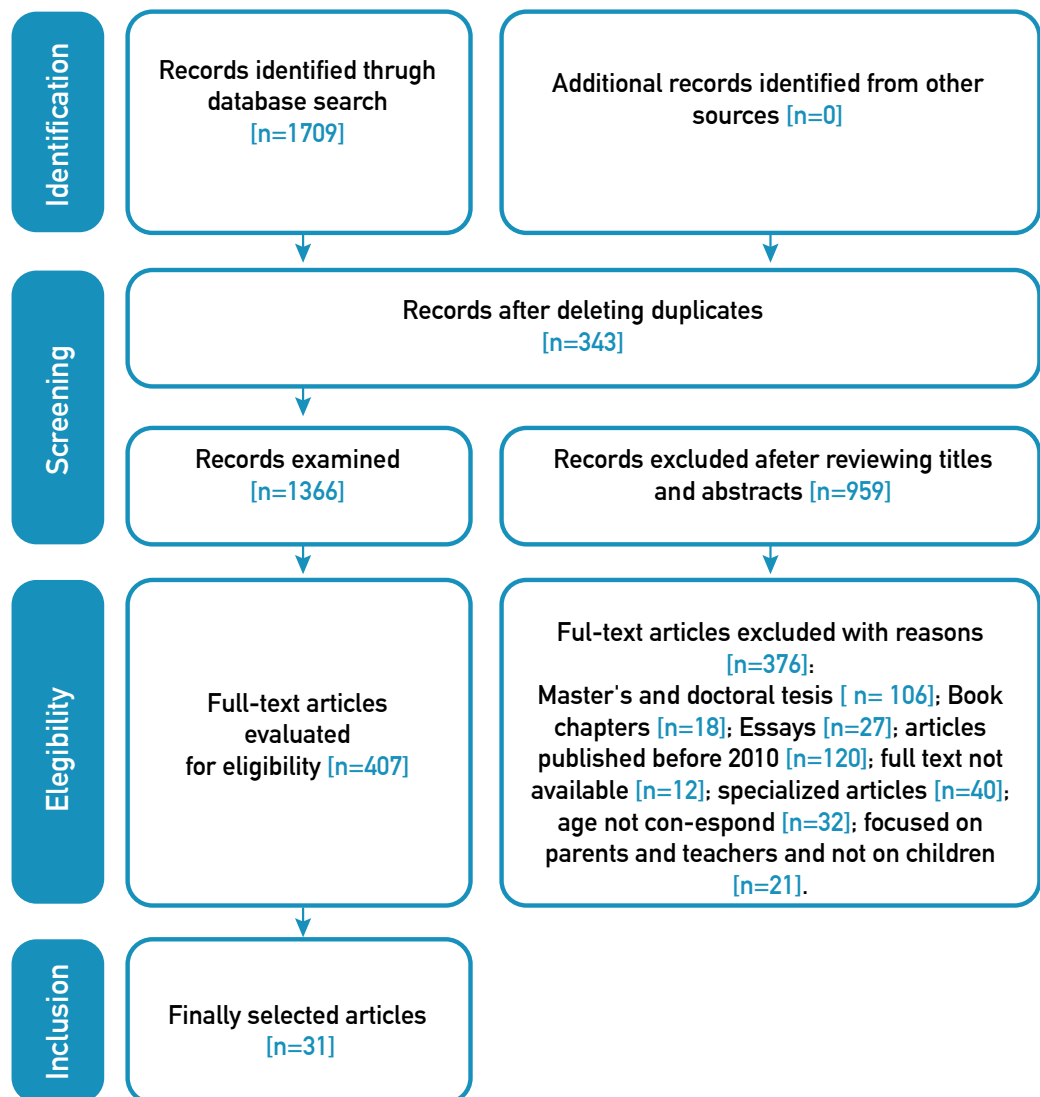 Identification
Records identified thrugh
database search
[n=1709]
Additional records identified from other
sources [n=0]
Screening
Records after deleting duplicates
[n=343]
Records examined
[n=1366]
Records excluded afeter reviewing titles
and abstracts [n=959]
Elegibility
Full-text articles
evaluated
for eligibility [n=407]
Ful-text articles excluded with reasons
[n=376]:
Master's and doctoral tesis [ n= 106]; Book
chapters [n=18]; Essays [n=27]; articles
published before 2010 [n=120]; full text not
available [n=12]; specialized articles [n=40];
age not con-espond [n=32]; focused on
parents and teachers and not on children
[n=21].
Inclusion
Finally selected articles
[n=31]